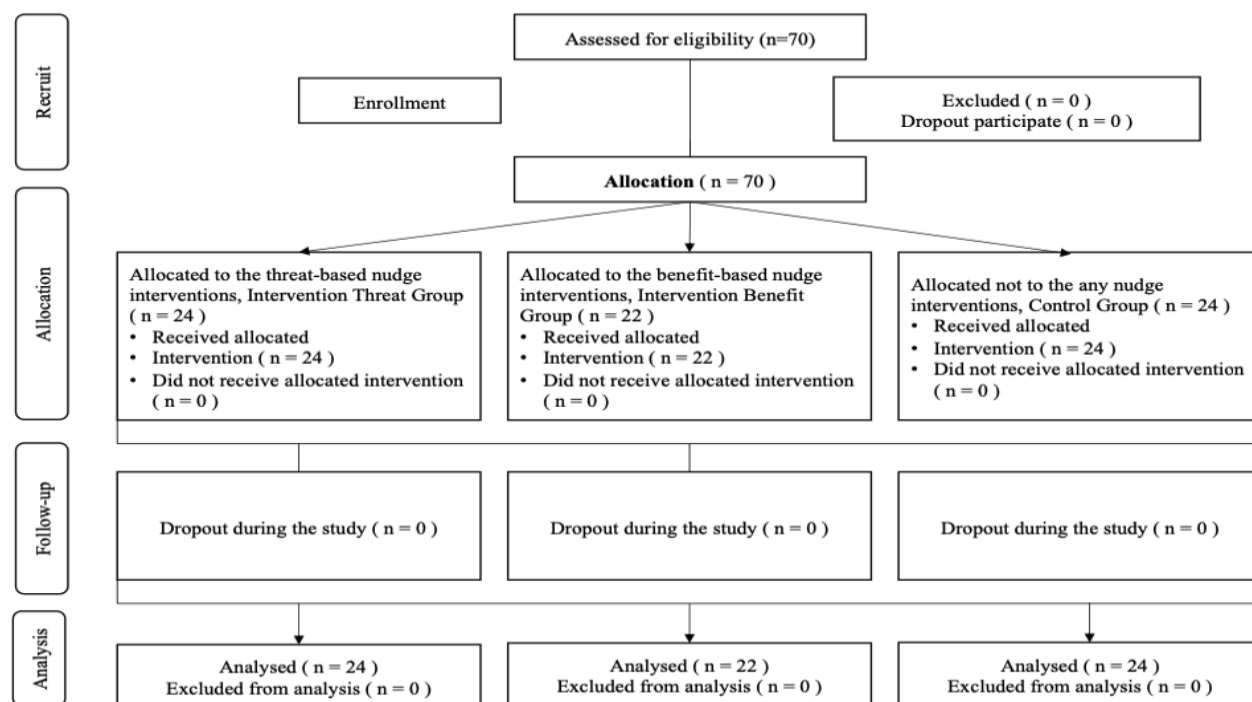 Recruit
Assessed for eligibility (n=70)
Enrollment
Excluded ( n = 0 )
Dropout participate ( n = 0 )
Allocation ( n = 70 )
Allocation
Allocated to the threat-based nudge
interventions, Intervention Threat Group
( n = 24 )
• Received allocated
• Intervention ( n = 24 )
• Did not receive allocated intervention
( n = 0 )
Allocated to the benefit-based nudge
interventions, Intervention Benefit
Group ( n = 22 )
• Received allocated
• Intervention ( n = 22 )
• Did not receive allocated intervention
( n = 0 )
Allocated not to the any nudge
interventions, Control Group ( n = 24 )
• Received allocated
• Intervention ( n = 24 )
• Did not receive allocated intervention
( n = 0 )
Follow-up
Dropout during the study ( n = 0 )
Dropout during the study ( n = 0 )
Dropout during the study ( n = 0 )
Analysis
Analysed ( n = 24 )
Excluded from analysis ( n = 0 )
Analysed ( n = 22 )
Excluded from analysis ( n = 0 )
Analysed ( n = 24 )
Excluded from analysis ( n = 0 )